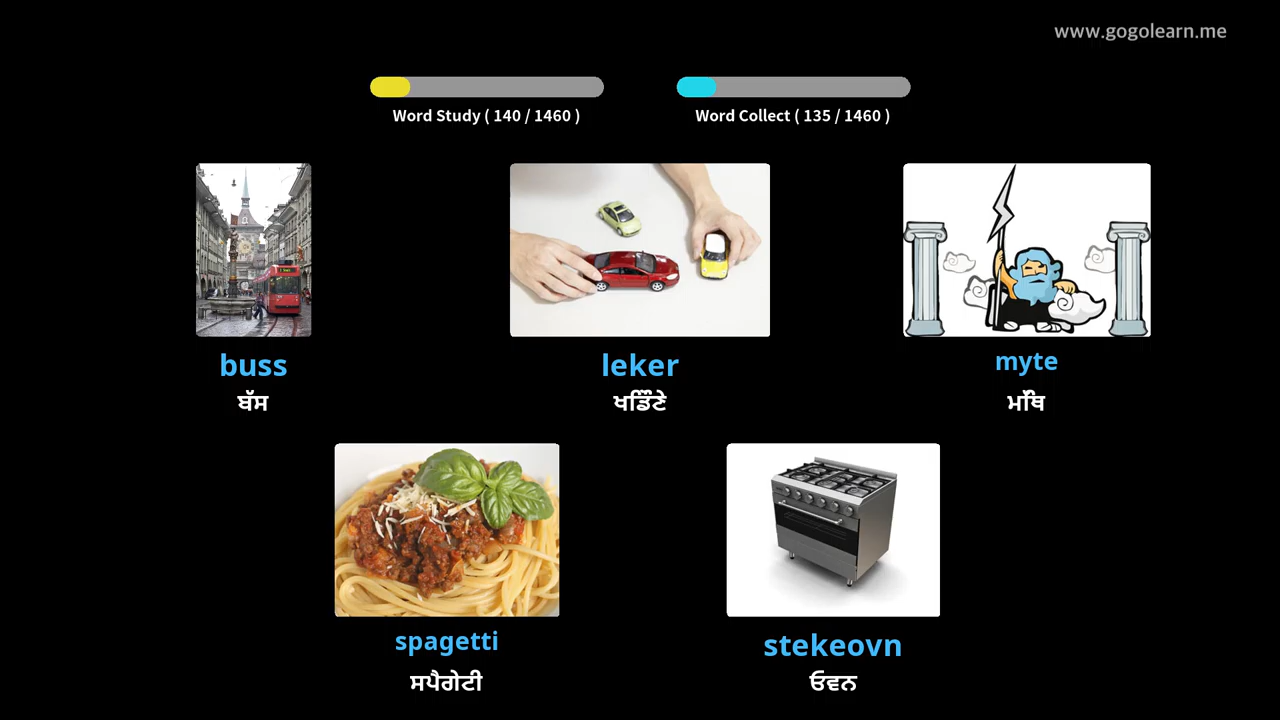 www.gogolearn.me
Word Study ( 140 / 1460 )
Word Collect ( 135 / 1460 )
buss
leker
myte
ਬੱਸ
ਖਡਿੌਣੇ
ਮਿੱਥ
spagetti
stekeovn
ਸਪੈਗੇਟੀ
ਓਵਨ